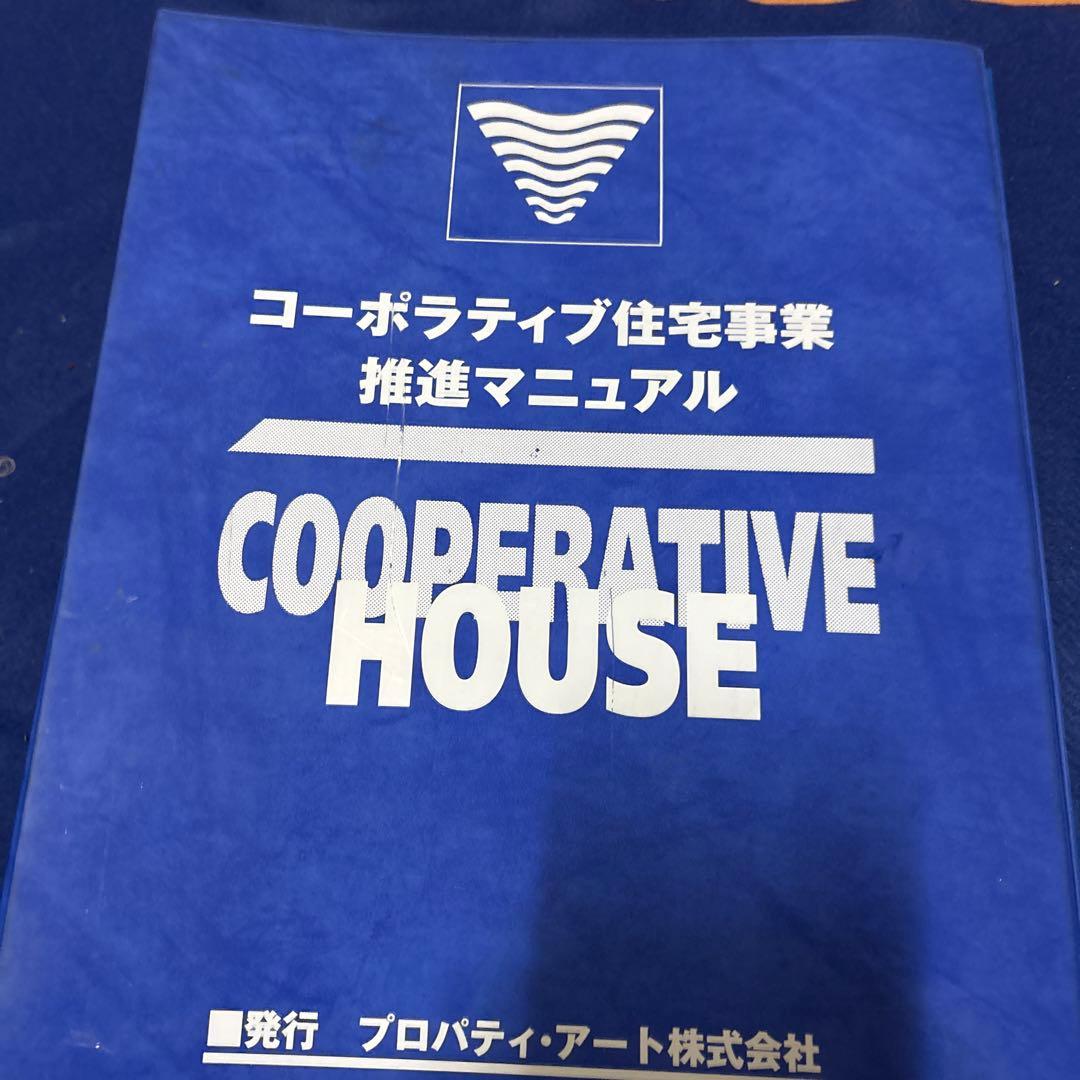 コーポラティブ住宅事業
推進マニュアル
COOPERATIVE
HOUSE
■発行　プロパティ・アート株式会社